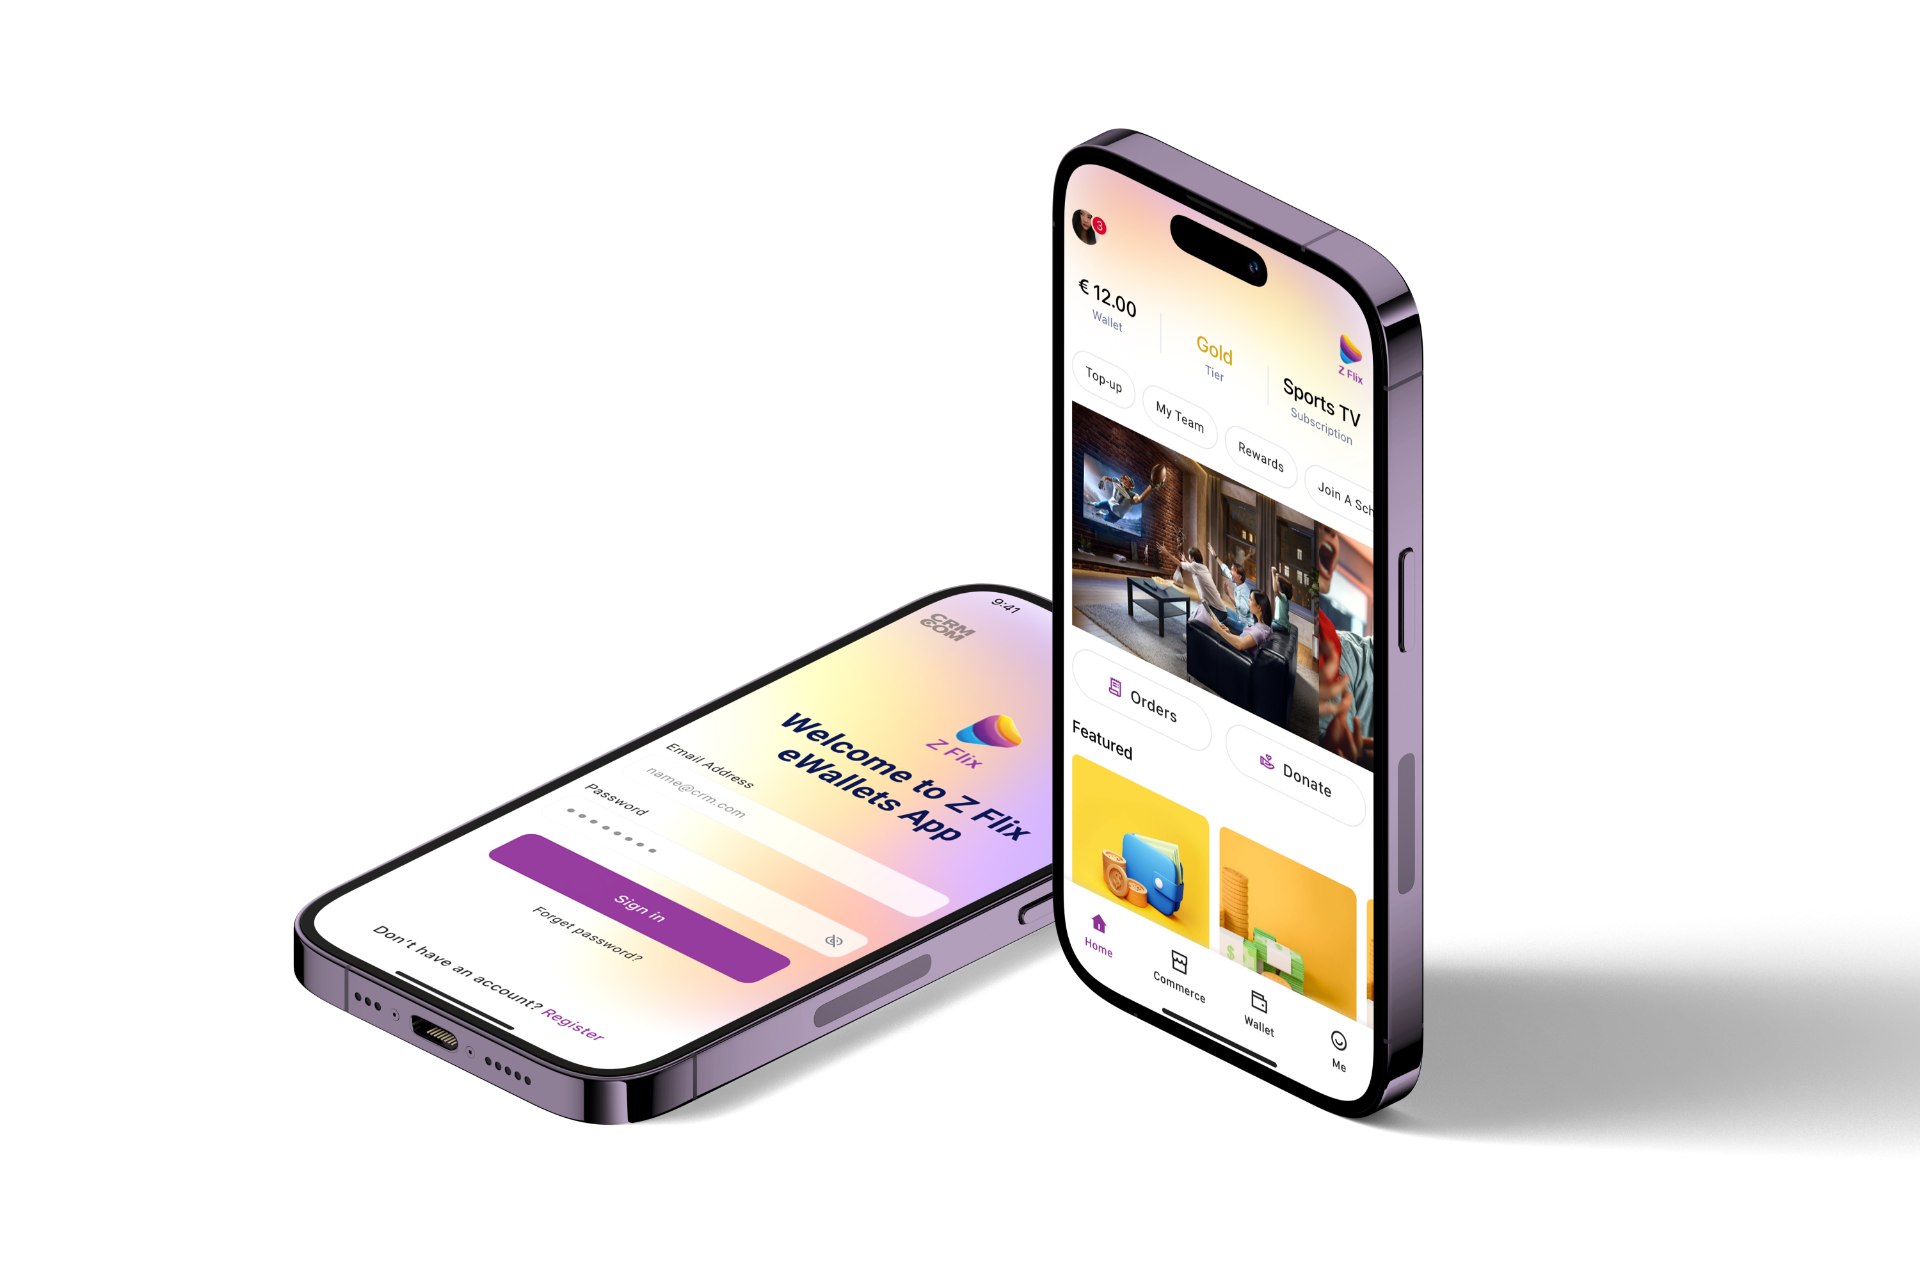 9:41
CRM
COM
Z Flix
Welcome to Z Flix
eWallets App
Email Address
name@crm.com
Password
Sign in
Forget password?
Don't have an account? Register
3
€ 12.00
Wallet
Gold
Tier
Z Flix
Sports TV
Subscription
Top-up
My Team
Rewards
Join A Sch
Orders
Donate
Featured
Home
Commerce
Wallet
Me